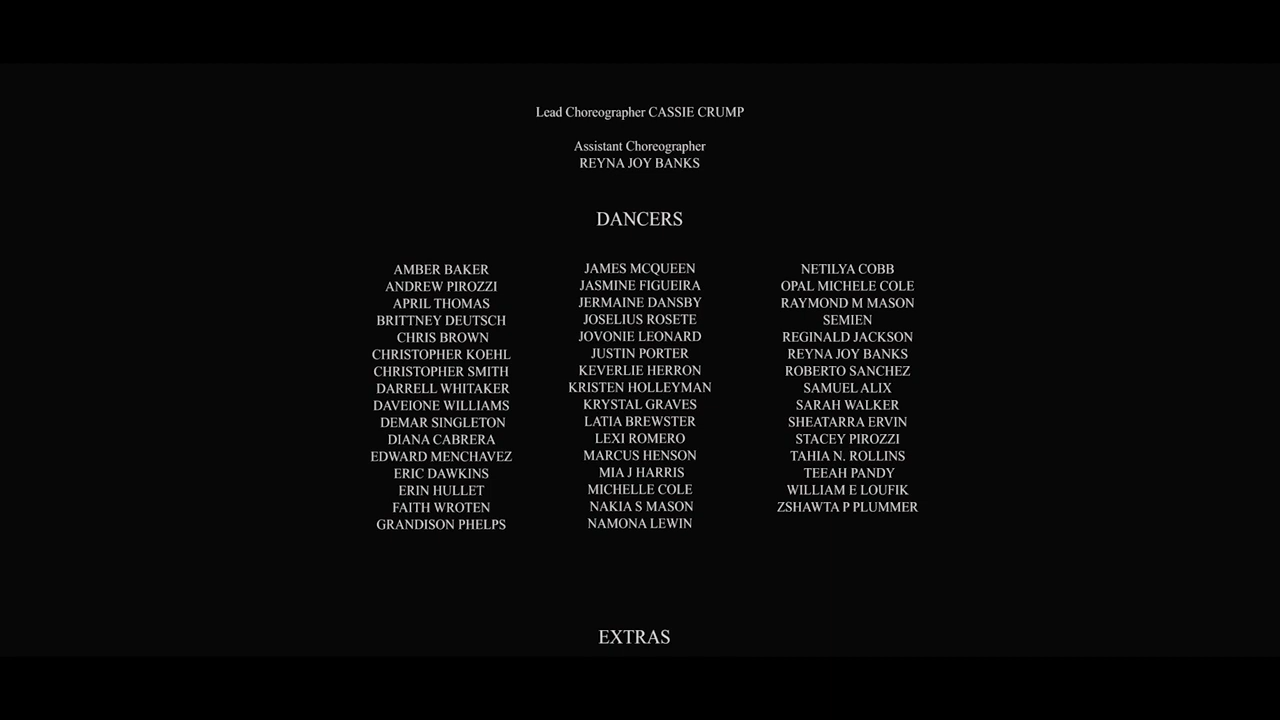 Lead Choreographer CASSIE CRUMP
Assistant Choreographer
REYNA JOY BANKS
DANCERS
AMBER BAKER
ANDREW PIROZZI
APRIL THOMAS
BRITTNEY DEUTSCH
CHRIS BROWN
CHRISTOPHER KOEHL
CHRISTOPHER SMITH
DARRELL WHITAKER
DAVEIONE WILLIAMS
DEMAR SINGLETON
DIANA CABRERA
EDWARD MENCHAVEZ
ERIC DAWKINS
ERIN HULLET
FAITH WROTEN
GRANDISON PHELPS
JAMES MCQUEEN
JASMINE FIGUEIRA
JERMAINE DANSBY
JOSELIUS ROSETE
JOVONIE LEONARD
JUSTIN PORTER
KEVERLIE HERRON
KRISTEN HOLLEYMAN
KRYSTAL GRAVES
LATIA BREWSTER
LEXI ROMERO
MARCUS HENSON
MIA J HARRIS
MICHELLE COLE
NAKIA S MASON
NAMONA LEWIN
NETILYA COBB
OPAL MICHELE COLE
RAYMOND M MASON
SEMIEN
REGINALD JACKSON
REYNA JOY BANKS
ROBERTO SANCHEZ
SAMUEL ALIX
SARAH WALKER
SHEATARRA ERVIN
STACEY PIROZZI
TAHIA N. ROLLINS
TEEAH PANDY
WILLIAM E LOUFIK
ZSHAWTA P PLUMMER
EXTRAS